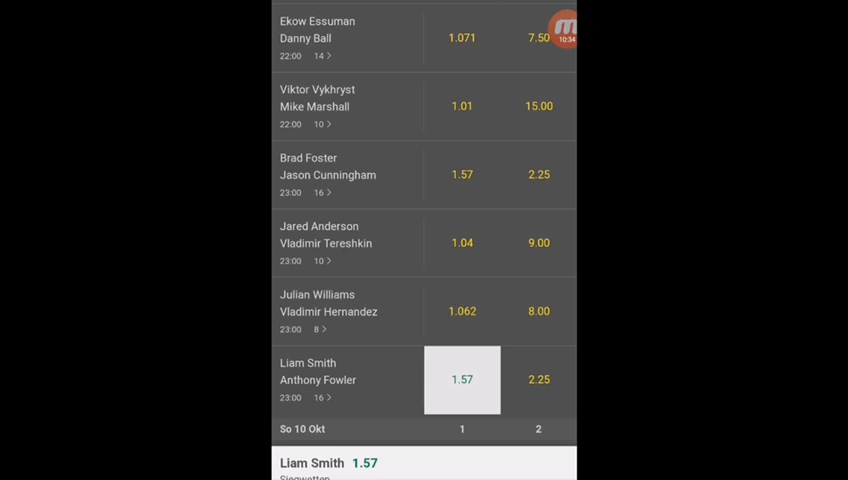 Ekow Essuman
Danny Ball
1.071
7.50
22:00 14 >
10:34
Viktor Vykhryst
Mike Marshall
1.01
15.00
22:00 10 >
Brad Foster
Jason Cunningham
1.57
2.25
23:00 16 >
Jared Anderson
Vladimir Tereshkin
1.04
9.00
23:00 10 >
Julian Williams
Vladimir Hernandez
1.062
8.00
23:00 8 >
Liam Smith
Anthony Fowler
1.57
2.25
23:00 16 >
So 10 Okt 1 2
Liam Smith 1.57
Siegwetten